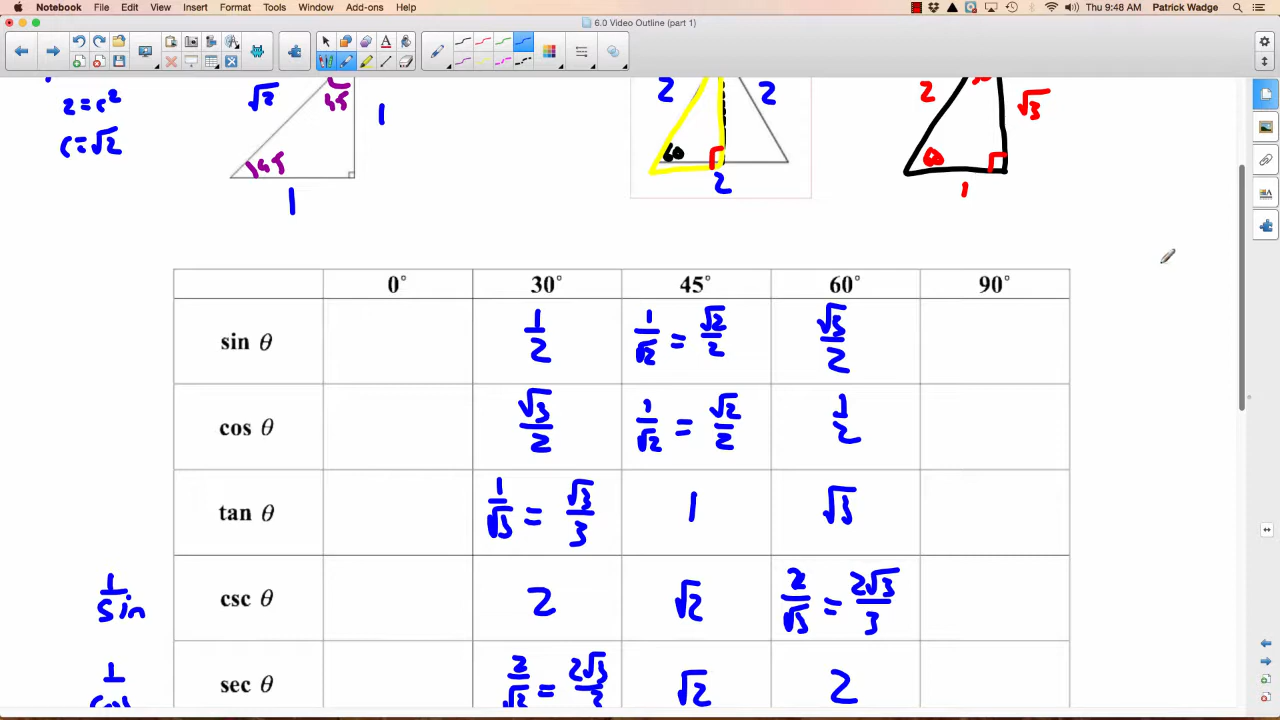 Notebook File Edit View Insert Format Tools Window Add-ons Help Thu 9:48 AM Patrick Wadge
6.0 Video Outline (part 1)
2=c²
c=√2
√2
45
1
45
1
2
2
60
2
2
√3
60
1
0° 30° 45° 60° 90°
sin θ 1/2 1/√2 = √2/2 √3/2
cos θ √3/2 1/√2 = √2/2 1/2
tan θ 1/√3 = √3/3 1 √3
1/sin csc θ 2 √2 2/√3 = 2√3/3
1/cos sec θ 2/√3 = 2√3/3 √2 2